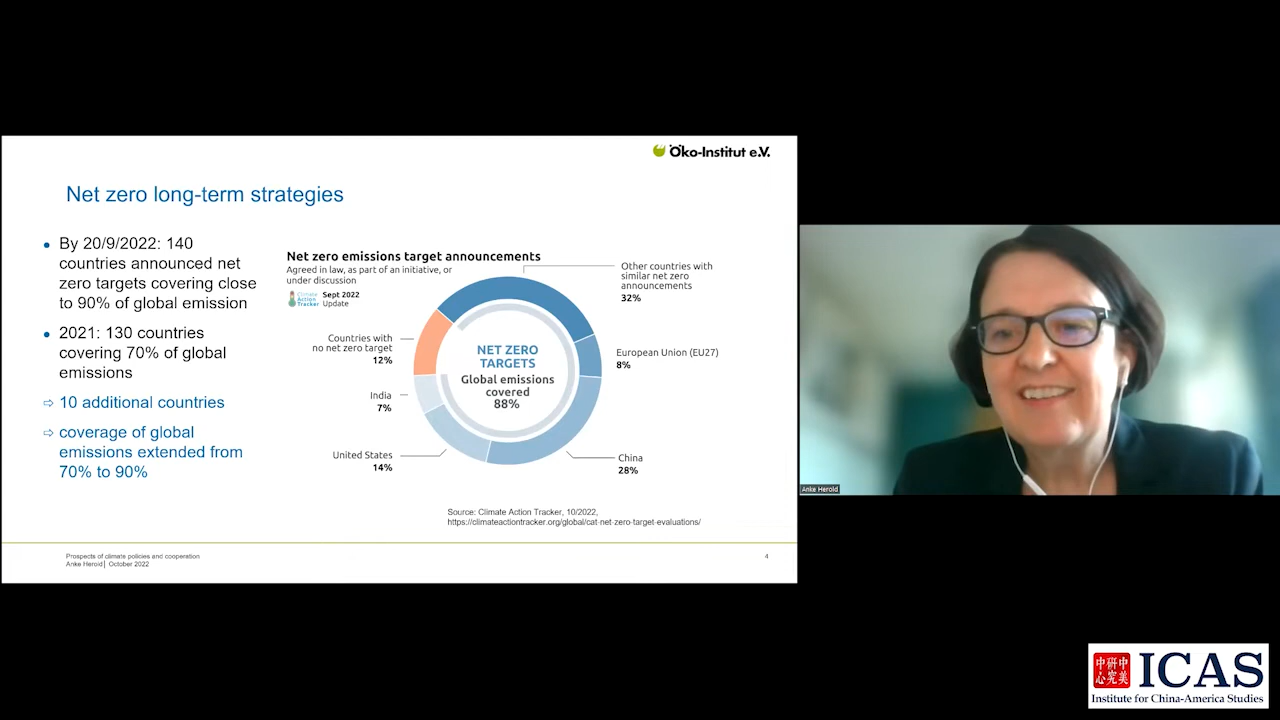 Öko-Institut e.V.
Net zero long-term strategies
• By 20/9/2022: 140
countries announced net
zero targets covering close
to 90% of global emission
• 2021: 130 countries
covering 70% of global
emissions
⇨ 10 additional countries
⇨ coverage of global
emissions extended from
70% to 90%
Net zero emissions target announcements
Agreed in law, as part of an initiative, or
under discussion
Climate
Action
Tracker
Sept 2022
Update
Other countries with
similar net zero
announcements
32%
European Union (EU27)
8%
China
28%
United States
14%
India
7%
Countries with
no net zero target
12%
NET ZERO
TARGETS
Global emissions
covered
88%
Source: Climate Action Tracker, 10/2022,
https://climateactiontracker.org/global/cat-net-zero-target-evaluations/
Prospects of climate policies and cooperation
Anke Herold│ October 2022
4
Anke Herold
中研中
心究美
ICAS
Institute for China-America Studies